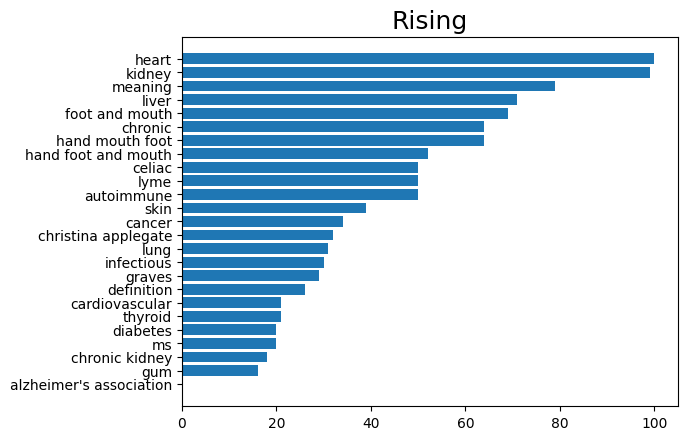 Rising
heart
kidney
meaning
liver
foot and mouth
chronic
hand mouth foot
hand foot and mouth
celiac
lyme
autoimmune
skin
cancer
christina applegate
lung
infectious
graves
definition
cardiovascular
thyroid
diabetes
ms
chronic kidney
gum
alzheimer's association
0 20 40 60 80 100